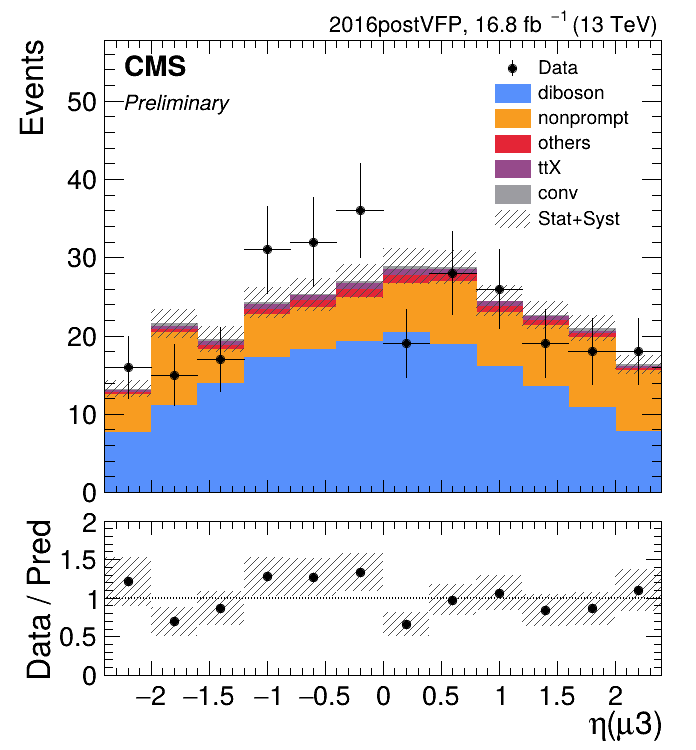 2016postVFP, 16.8 fb⁻¹ (13 TeV)
CMS
Preliminary
Data
diboson
nonprompt
others
ttX
conv
Stat+Syst
Events
50
40
30
20
10
0
Data / Pred
2
1.5
1
0.5
0
−2 −1.5 −1 −0.5 0 0.5 1 1.5 2
η(μ3)